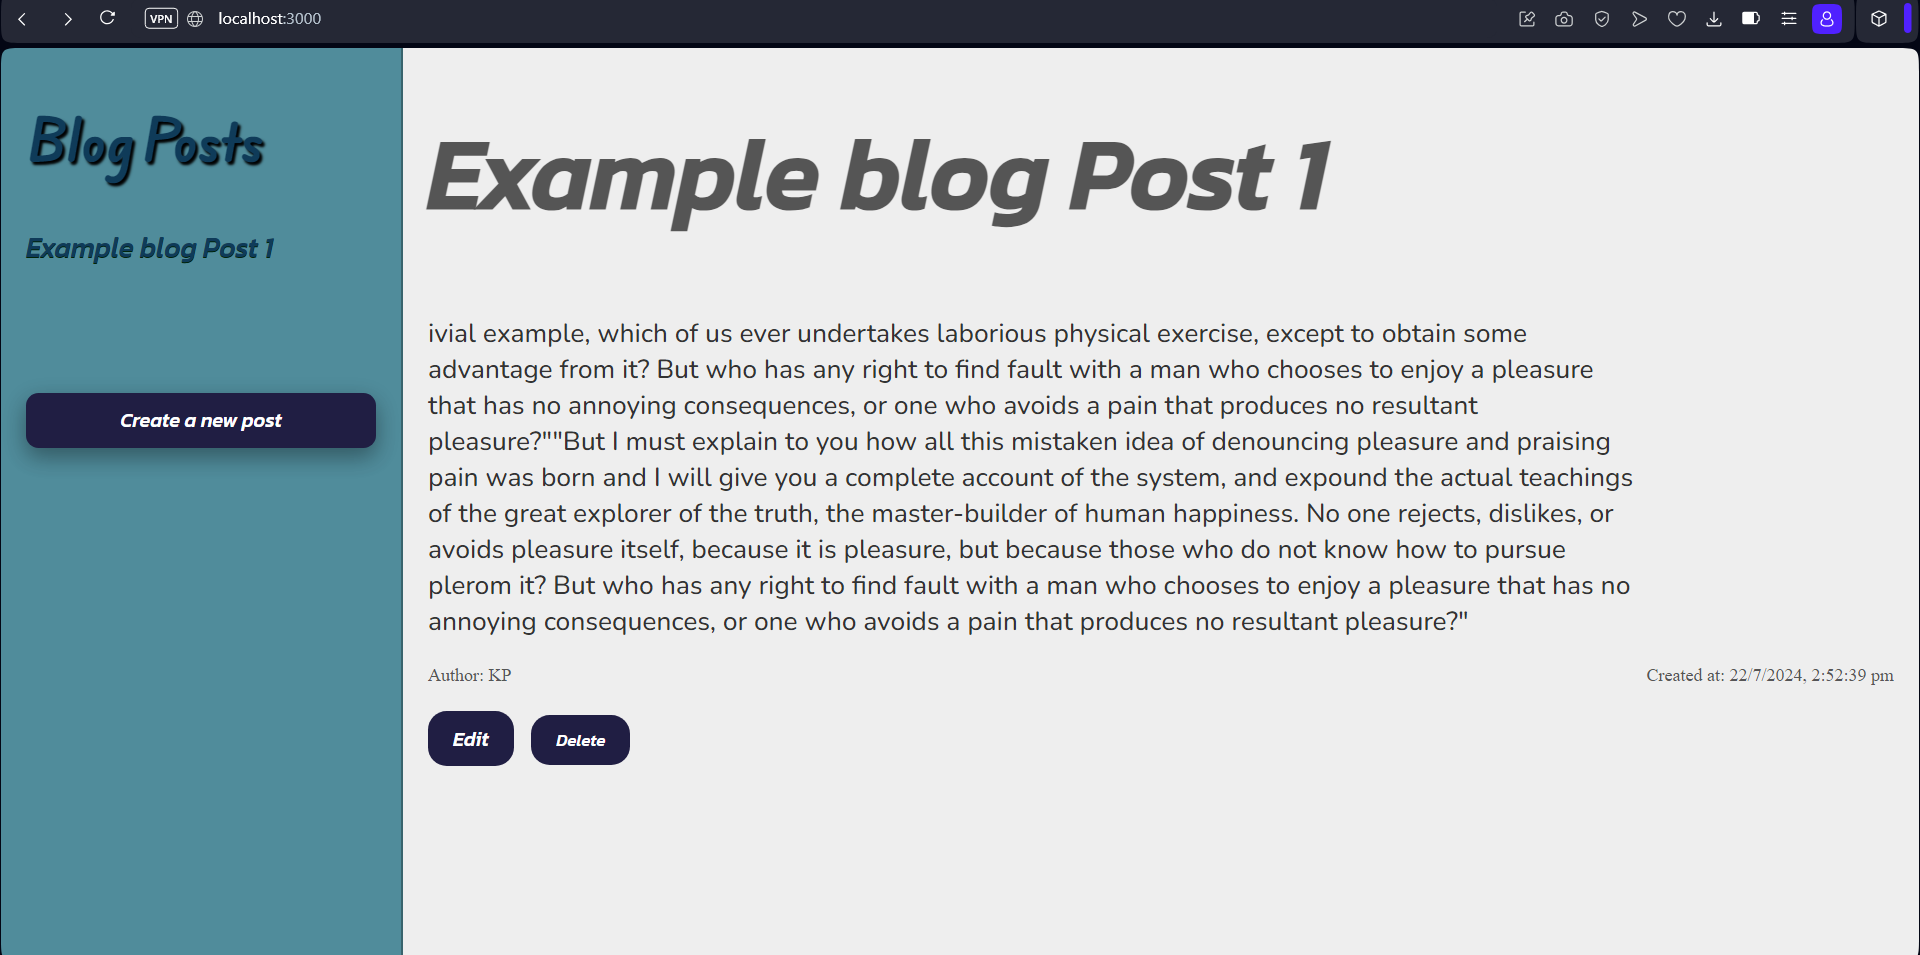 VPN localhost:3000
Blog Posts
Example blog Post 1
Create a new post
Example blog Post 1
ivial example, which of us ever undertakes laborious physical exercise, except to obtain some
advantage from it? But who has any right to find fault with a man who chooses to enjoy a pleasure
that has no annoying consequences, or one who avoids a pain that produces no resultant
pleasure?""But I must explain to you how all this mistaken idea of denouncing pleasure and praising
pain was born and I will give you a complete account of the system, and expound the actual teachings
of the great explorer of the truth, the master-builder of human happiness. No one rejects, dislikes, or
avoids pleasure itself, because it is pleasure, but because those who do not know how to pursue
plerom it? But who has any right to find fault with a man who chooses to enjoy a pleasure that has no
annoying consequences, or one who avoids a pain that produces no resultant pleasure?"
Author: KP Created at: 22/7/2024, 2:52:39 pm
Edit Delete